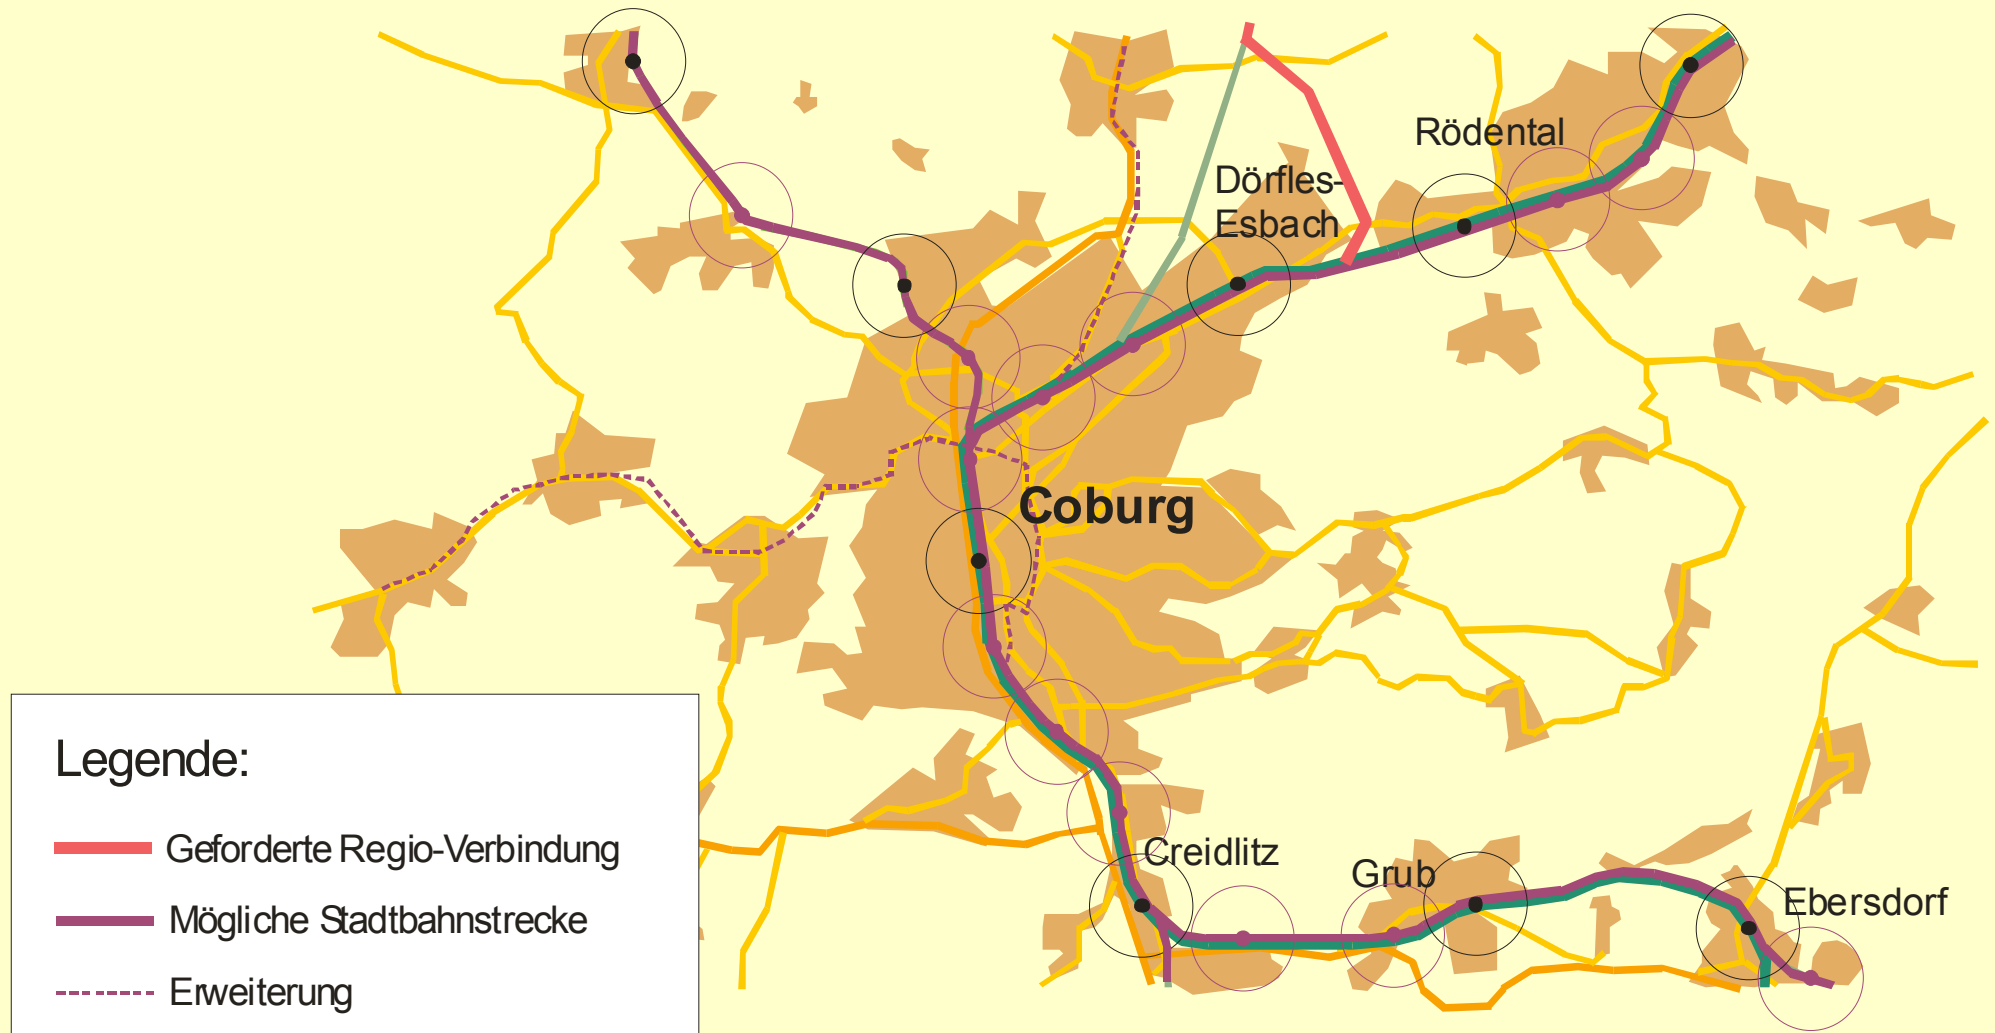 Rödental
Dörfles-
Esbach
Coburg
Creidlitz
Grub
Ebersdorf
Legende:
Geforderte Regio-Verbindung
Mögliche Stadtbahnstrecke
Erweiterung